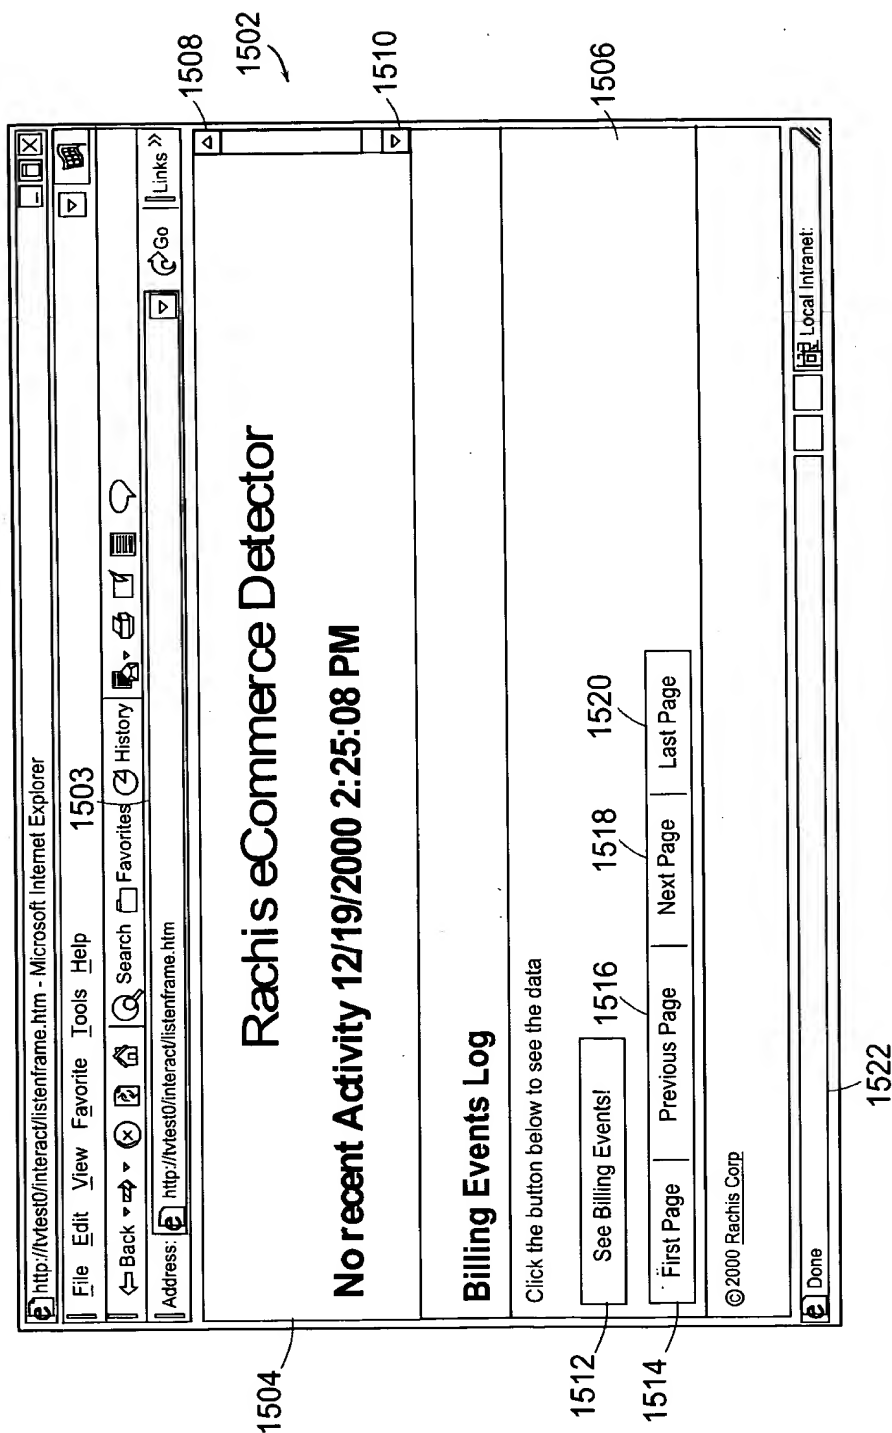 http://tvtest0/interact/listenframe.htm - Microsoft Internet Explorer
File Edit View Favorite Tools Help
1503
Back Search Favorites History
Address: http://tvtest0/interact/listenframe.htm Go Links »
1508
1502
1504
Rachis eCommerce Detector
No recent Activity 12/19/2000 2:25:08 PM
1510
Billing Events Log
Click the button below to see the data
1506
1512
See Billing Events!
1516
1518
1520
1514
First Page | Previous Page | Next Page | Last Page
© 2000 Rachis Corp
Done Local Intranet:
1522